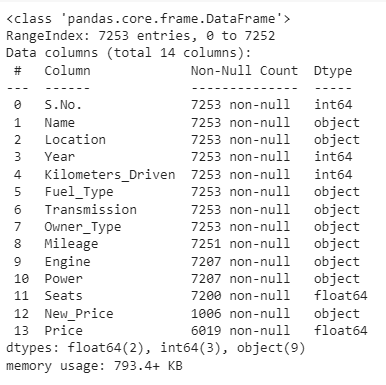 <class 'pandas.core.frame.DataFrame'>
RangeIndex: 7253 entries, 0 to 7252
Data columns (total 14 columns):
 #   Column             Non-Null Count  Dtype
---  ------             --------------  -----
 0   S.No.              7253 non-null   int64
 1   Name               7253 non-null   object
 2   Location           7253 non-null   object
 3   Year               7253 non-null   int64
 4   Kilometers_Driven  7253 non-null   int64
 5   Fuel_Type          7253 non-null   object
 6   Transmission       7253 non-null   object
 7   Owner_Type         7253 non-null   object
 8   Mileage            7251 non-null   object
 9   Engine             7207 non-null   object
 10  Power              7207 non-null   object
 11  Seats              7200 non-null   float64
 12  New_Price          1006 non-null   object
 13  Price              6019 non-null   float64
dtypes: float64(2), int64(3), object(9)
memory usage: 793.4+ KB